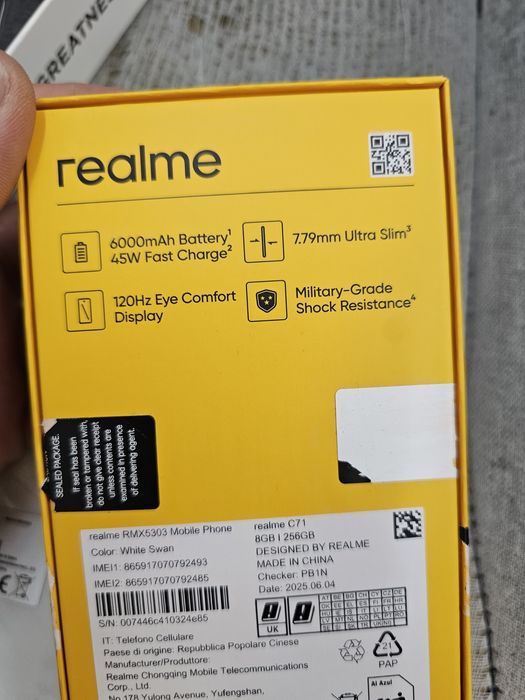 GREATNE
realme
6000mAh Battery¹
45W Fast Charge²
7.79mm Ultra Slim³
120Hz Eye Comfort
Display
Military-Grade
Shock Resistance⁴
SEALED PACKAGE.
If seal has been
broken or tampered with,
do not give clear receipt
unless contents are
examined in presence
of delivering agent.
realme RMX5303 Mobile Phone
Color: White Swan
IMEI1: 865917070792493
IMEI2: 865917070792485
S/N: 007446c410324e85
realme C71
8GB | 256GB
DESIGNED BY REALME
MADE IN CHINA
Checker: PB1N
Date: 2025.06.04
UK
IT: Telefono Cellulare
Paese di origine: Repubblica Popolare Cinese
Manufacturer/Produttore:
Realme Chongqing Mobile Telecommunications
Corp., Ltd.
No.178 Yulong Avenue, Yufengshan,
21
PAP
Al Azul